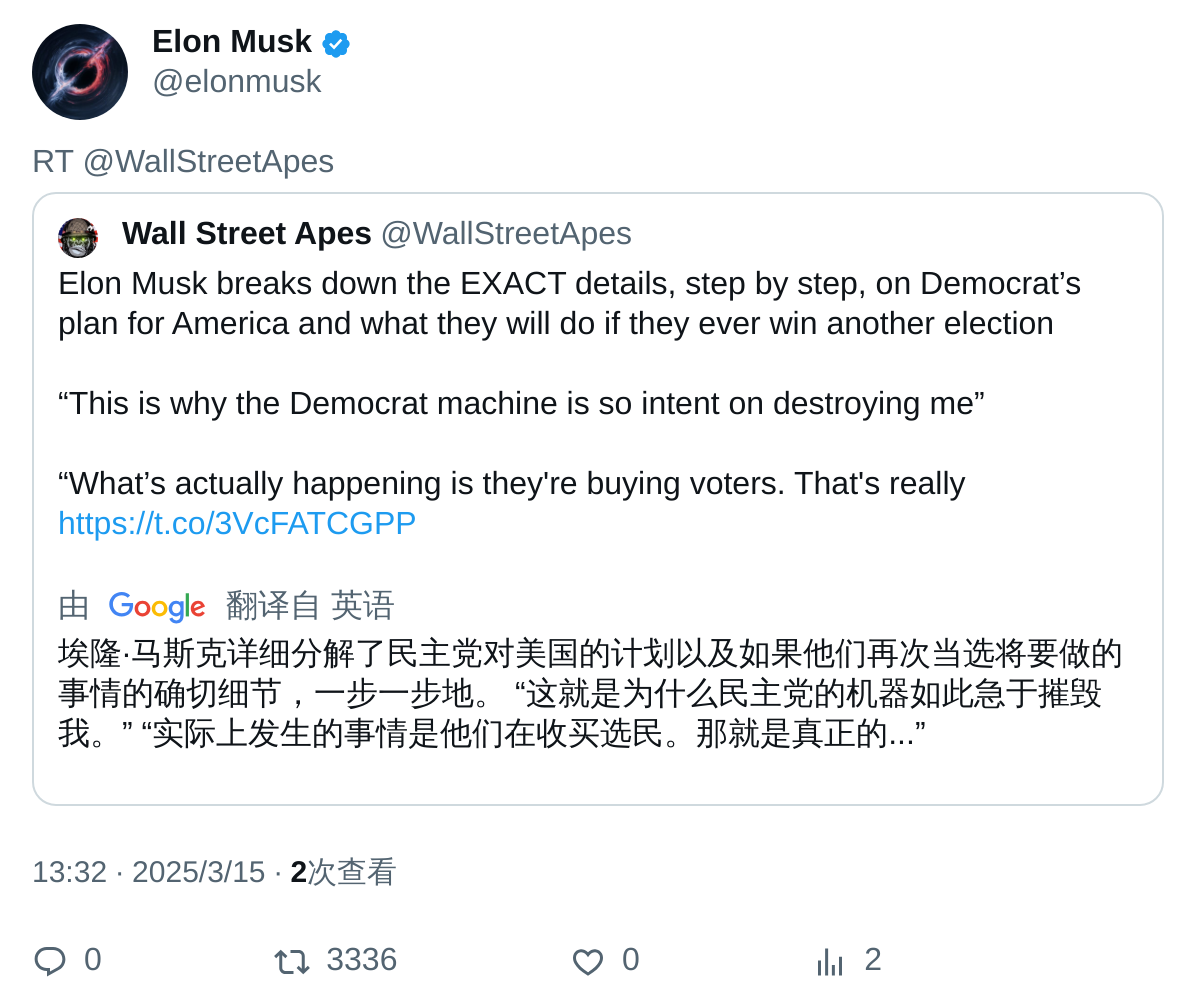 Elon Musk
@elonmusk
RT @WallStreetApes
Wall Street Apes @WallStreetApes
Elon Musk breaks down the EXACT details, step by step, on Democrat’s
plan for America and what they will do if they ever win another election
“This is why the Democrat machine is so intent on destroying me”
“What’s actually happening is they're buying voters. That's really
https://t.co/3VcFATCGPP
由 Google 翻译自 英语
埃隆·马斯克详细分解了民主党对美国的计划以及如果他们再次当选将要做的
事情的确切细节，一步一步地。 “这就是为什么民主党的机器如此急于摧毁
我。” “实际上发生的事情是他们在收买选民。那就是真正的...”
13:32 · 2025/3/15 · 2次查看
0 3336 0 2